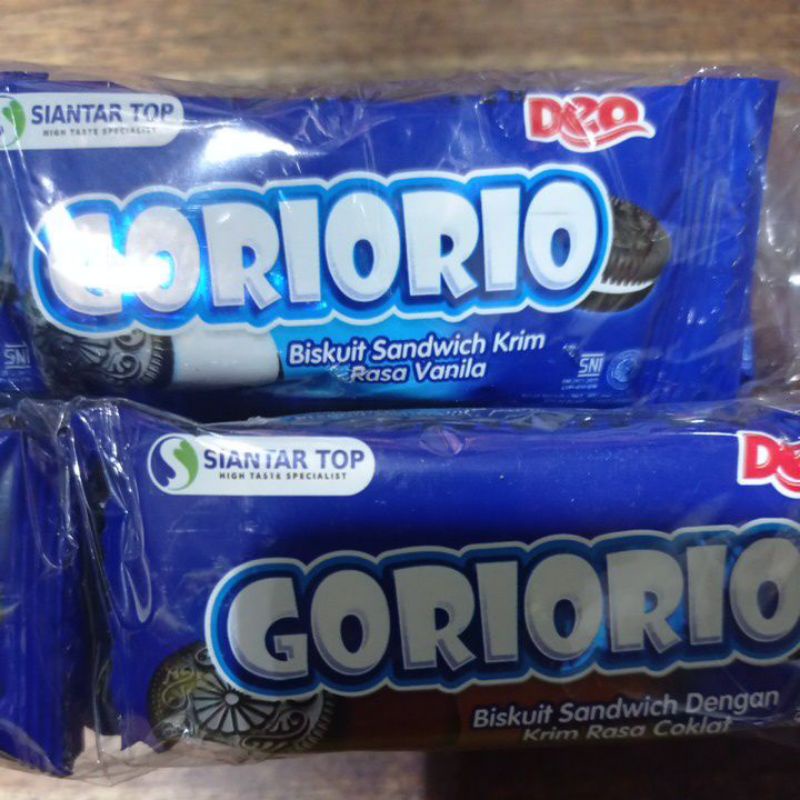 SIANTAR TOP
HIGH TASTE SPECIALIST
GORIORIO
Biskuit Sandwich Krim
Rasa Vanila
SNI
SNI
SIANTAR TOP
HIGH TASTE SPECIALIST
GORIORIO
Biskuit Sandwich Dengan
Krim Rasa Coklat